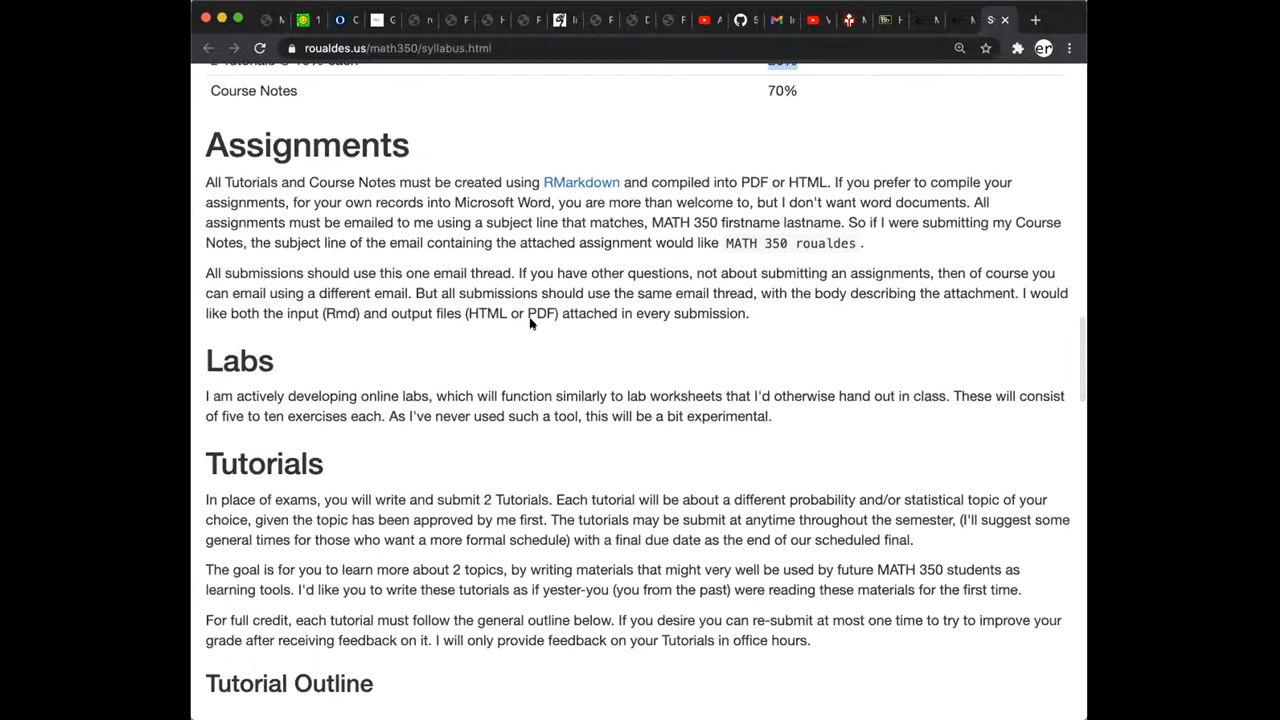 roualdes.us/math350/syllabus.html
er
Course Notes 70%
Assignments
All Tutorials and Course Notes must be created using RMarkdown and compiled into PDF or HTML. If you prefer to compile your
assignments, for your own records into Microsoft Word, you are more than welcome to, but I don't want word documents. All
assignments must be emailed to me using a subject line that matches, MATH 350 firstname lastname. So if I were submitting my Course
Notes, the subject line of the email containing the attached assignment would like MATH 350 roualdes.
All submissions should use this one email thread. If you have other questions, not about submitting an assignments, then of course you
can email using a different email. But all submissions should use the same email thread, with the body describing the attachment. I would
like both the input (Rmd) and output files (HTML or PDF) attached in every submission.
Labs
I am actively developing online labs, which will function similarly to lab worksheets that I'd otherwise hand out in class. These will consist
of five to ten exercises each. As I've never used such a tool, this will be a bit experimental.
Tutorials
In place of exams, you will write and submit 2 Tutorials. Each tutorial will be about a different probability and/or statistical topic of your
choice, given the topic has been approved by me first. The tutorials may be submit at anytime throughout the semester, (I'll suggest some
general times for those who want a more formal schedule) with a final due date as the end of our scheduled final.
The goal is for you to learn more about 2 topics, by writing materials that might very well be used by future MATH 350 students as
learning tools. I'd like you to write these tutorials as if yester-you (you from the past) were reading these materials for the first time.
For full credit, each tutorial must follow the general outline below. If you desire you can re-submit at most one time to try to improve your
grade after receiving feedback on it. I will only provide feedback on your Tutorials in office hours.
Tutorial Outline